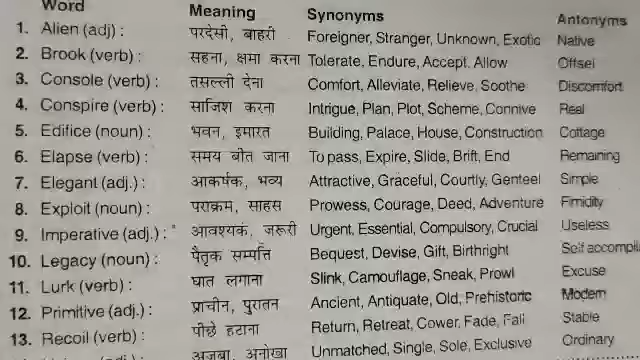 Word Meaning Synonyms Antonyms
1. Alien (adj) : परदेसी, बाहरी Foreigner, Stranger, Unknown, Exotic Native
2. Brook (verb) : सहना, क्षमा करना Tolerate, Endure, Accept, Allow Offset
3. Console (verb) : तसल्ली देना Comfort, Alleviate, Relieve, Soothe Discomfort
4. Conspire (verb) : साजिश करना Intrigue, Plan, Plot, Scheme, Connive Real
5. Edifice (noun) : भवन, इमारत Building, Palace, House, Construction Cottage
6. Elapse (verb) : समय बीत जाना To pass, Expire, Slide, Brift, End Remaining
7. Elegant (adj.) : आकर्षक, भव्य Attractive, Graceful, Courtly, Genteel Simple
8. Exploit (noun) : पराक्रम, साहस Prowess, Courage, Deed, Adventure Fimidity
9. Imperative (adj.) : आवश्यक, जरूरी Urgent, Essential, Compulsory, Crucial Useless
10. Legacy (noun) : पैतृक सम्पत्ति Bequest, Devise, Gift, Birthright Self accompli
11. Lurk (verb) : घात लगाना Slink, Camouflage, Sneak, Prowl Excuse
12. Primitive (adj.) : प्राचीन, पुरातन Ancient, Antiquate, Old, Prehistoric Modern
13. Recoil (verb) : पीछे हटाना Return, Retreat, Cower, Fade, Fall Stable
अजूबा, अनोखा Unmatched, Single, Sole, Exclusive Ordinary